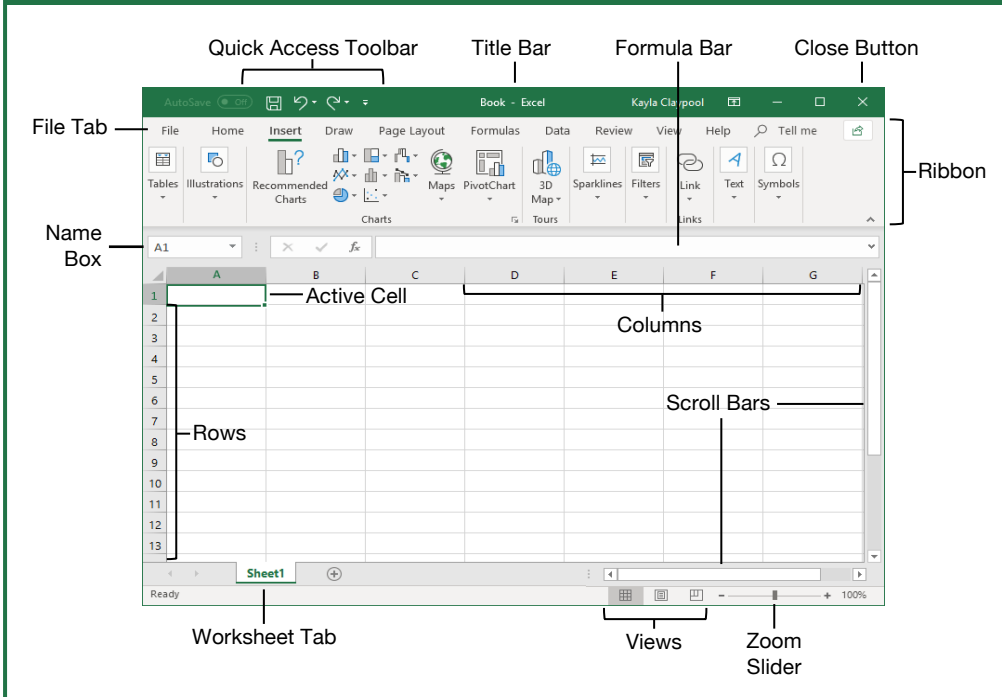 Quick Access Toolbar
Title Bar
Formula Bar
Close Button
AutoSave Off
Book - Excel
Kayla Claypool
File Tab
File Home Insert Draw Page Layout Formulas Data Review View Help Tell me
Ribbon
Tables Illustrations Recommended Charts Maps PivotChart 3D Map Sparklines Filters Link Text Symbols
Charts Tours Links
Name Box
A1 fx
A B C D E F G
1 Active Cell
Columns
2
3
4
5
6 Scroll Bars
7
8 Rows
9
10
11
12
13
Sheet1
Ready 100%
Worksheet Tab
Views
Zoom Slider